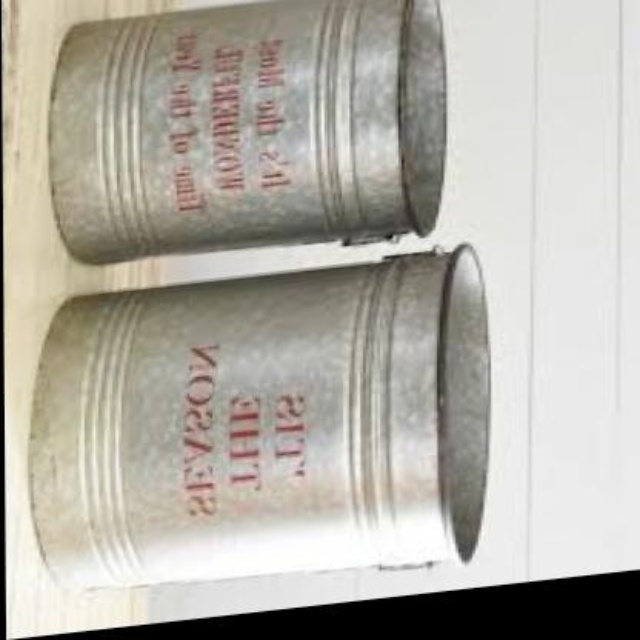 It's the Most
WONDERFUL
Time of the Year
'TIS
THE
SEASON